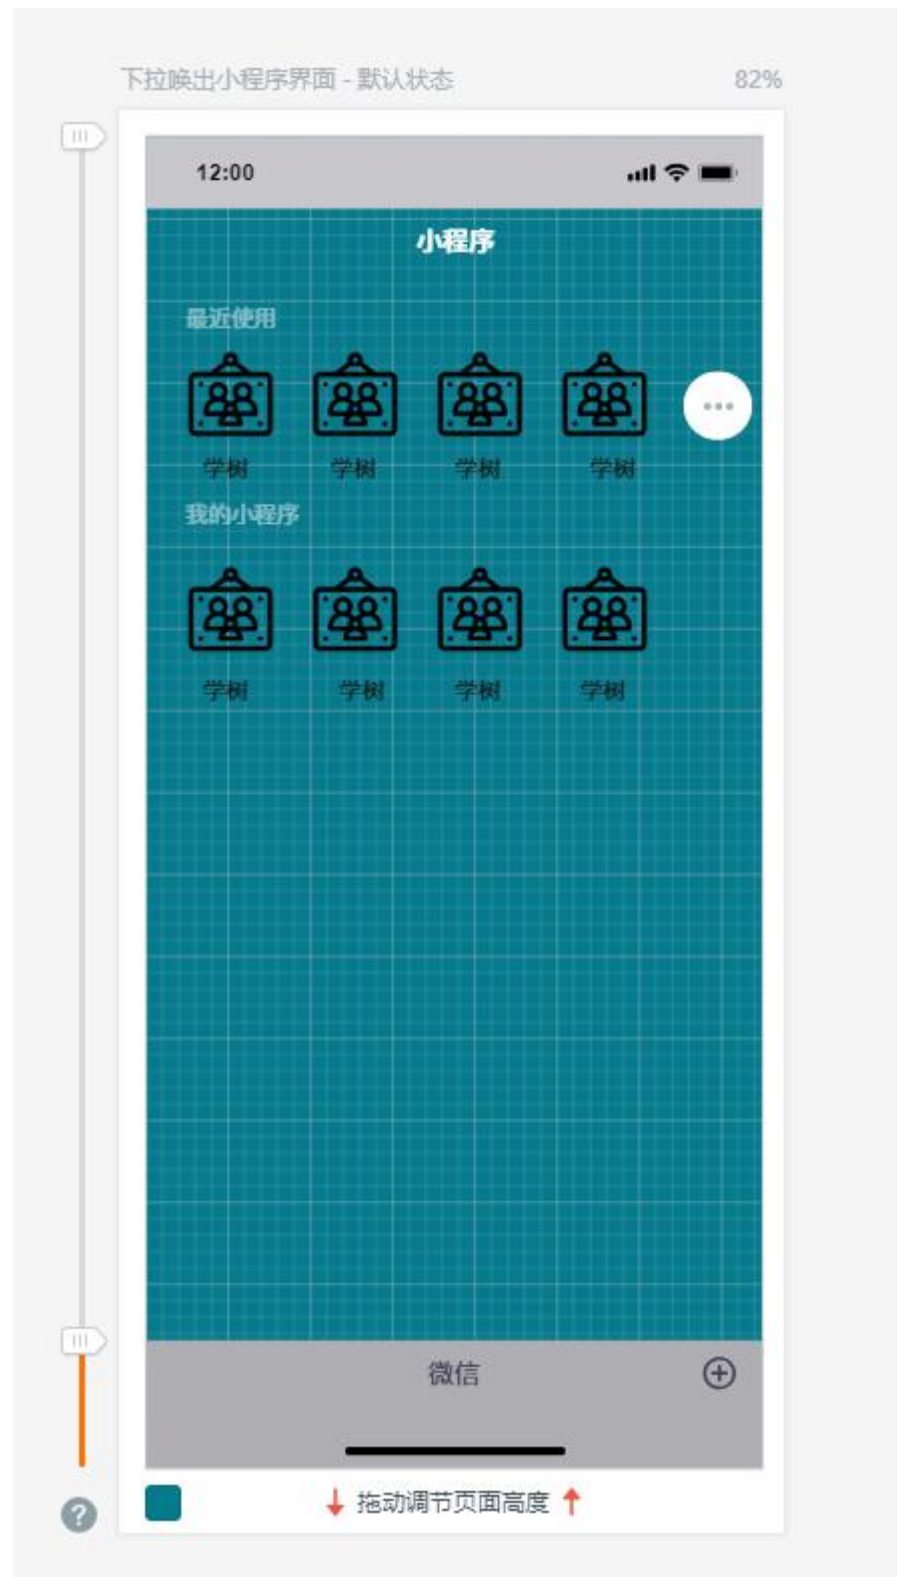 下拉唤出小程序界面 - 默认状态 82%
12:00
小程序
最近使用
学树 学树 学树 学树
我的小程序
学树 学树 学树 学树
微信
? ↓ 拖动调节页面高度 ↑